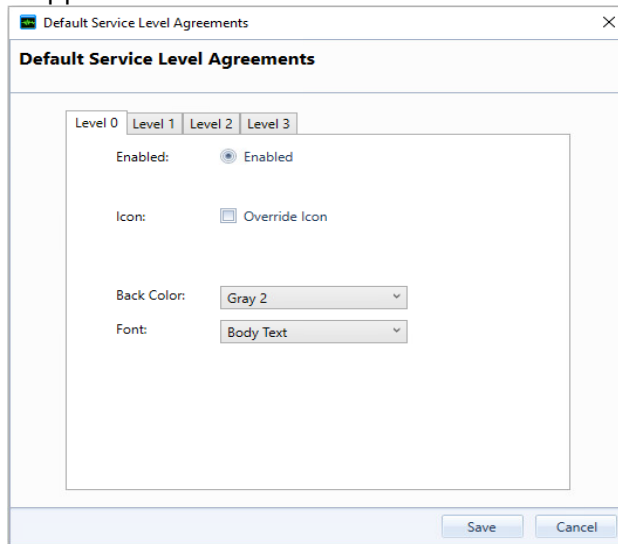 Default Service Level Agreements
Default Service Level Agreements
Level 0 Level 1 Level 2 Level 3
Enabled: Enabled
Icon: Override Icon
Back Color: Gray 2
Font: Body Text
Save Cancel